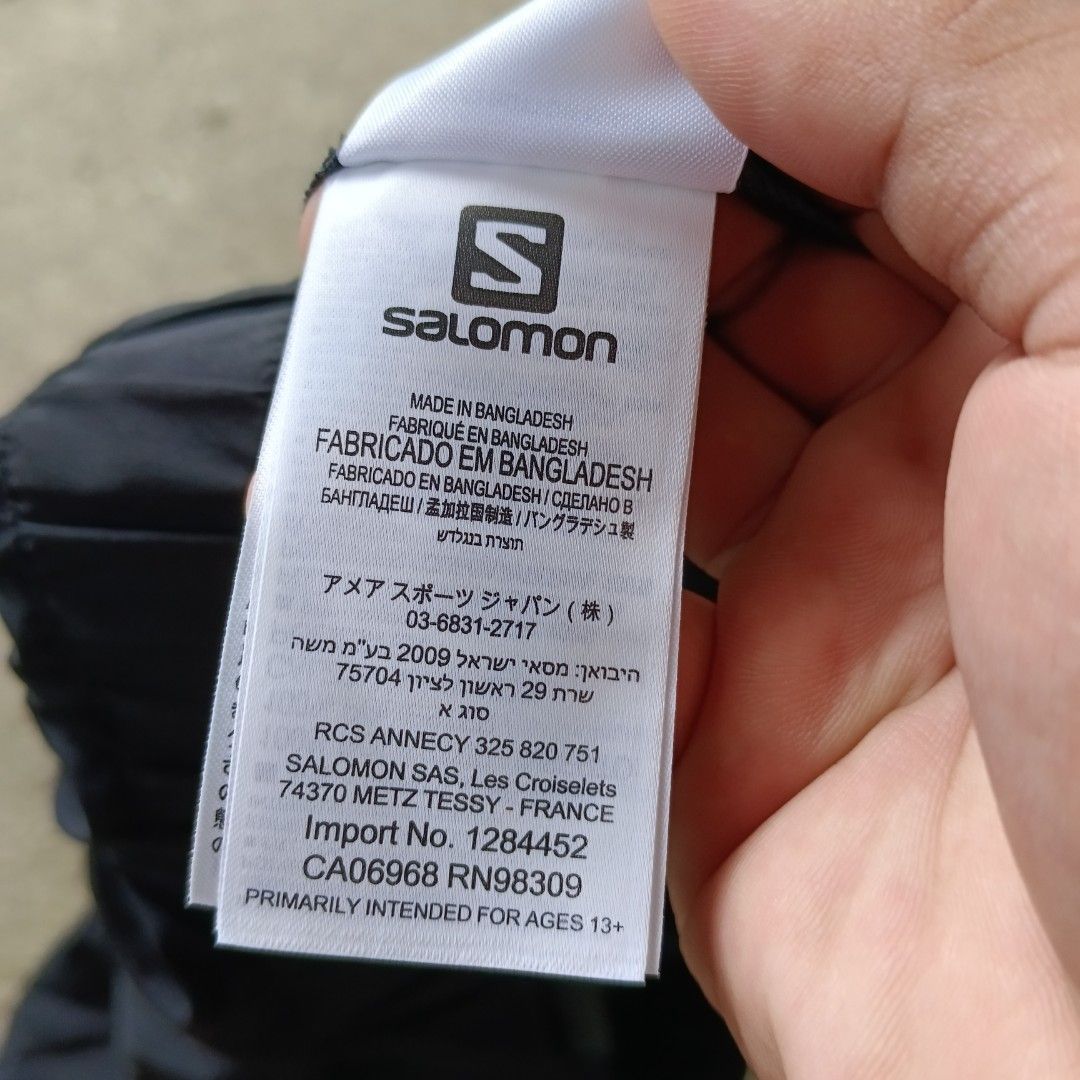 S
salomon
MADE IN BANGLADESH
FABRIQUÉ EN BANGLADESH
FABRICADO EM BANGLADESH
FABRICADO EN BANGLADESH / СДЕЛАНО В
БАНГЛАДЕШ / 孟加拉国制造 / バングラデシュ製
תוצרת בנגלדש
アメア スポーツ ジャパン ( 株 )
03-6831-2717
היבואן: מסאי ישראל 2009 בע"מ משה
שרת 29 ראשון לציון 75704
סוג א
RCS ANNECY 325 820 751
SALOMON SAS, Les Croiselets
74370 METZ TESSY - FRANCE
Import No. 1284452
CA06968 RN98309
PRIMARILY INTENDED FOR AGES 13+